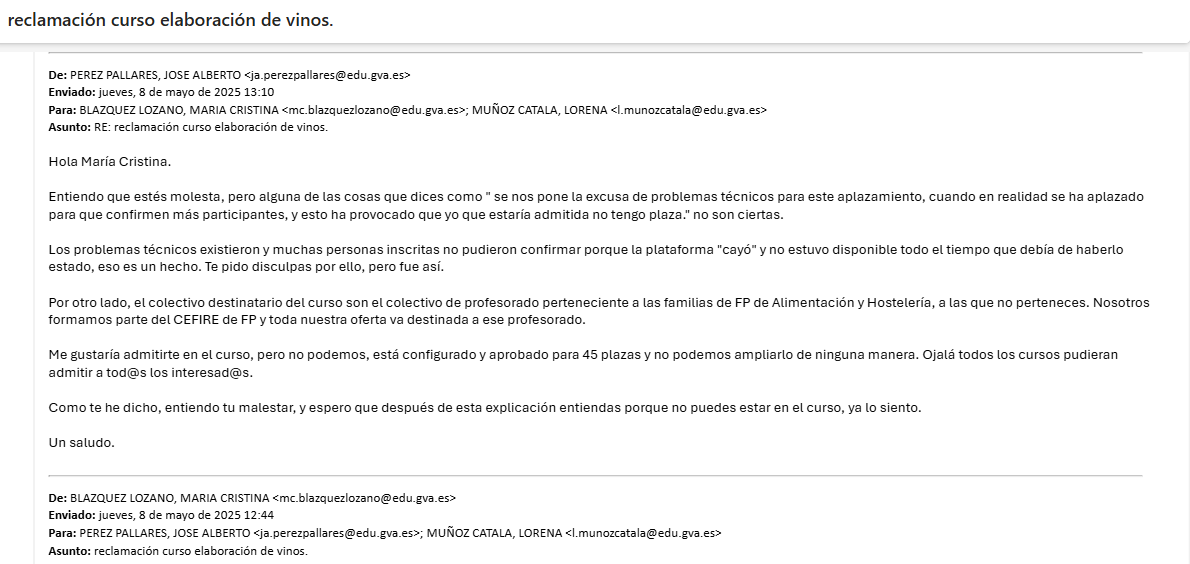 reclamación curso elaboración de vinos.
De: PEREZ PALLARES, JOSE ALBERTO <ja.perezpallares@edu.gva.es>
Enviado: jueves, 8 de mayo de 2025 13:10
Para: BLAZQUEZ LOZANO, MARIA CRISTINA <mc.blazquezlozano@edu.gva.es>; MUÑOZ CATALA, LORENA <l.munozcatala@edu.gva.es>
Asunto: RE: reclamación curso elaboración de vinos.
Hola María Cristina.
Entiendo que estés molesta, pero alguna de las cosas que dices como " se nos pone la excusa de problemas técnicos para este aplazamiento, cuando en realidad se ha aplazado
para que confirmen más participantes, y esto ha provocado que yo que estaría admitida no tengo plaza." no son ciertas.
Los problemas técnicos existieron y muchas personas inscritas no pudieron confirmar porque la plataforma "cayó" y no estuvo disponible todo el tiempo que debía de haberlo
estado, eso es un hecho. Te pido disculpas por ello, pero fue así.
Por otro lado, el colectivo destinatario del curso son el colectivo de profesorado perteneciente a las familias de FP de Alimentación y Hostelería, a las que no perteneces. Nosotros
formamos parte del CEFIRE de FP y toda nuestra oferta va destinada a ese profesorado.
Me gustaría admitirte en el curso, pero no podemos, está configurado y aprobado para 45 plazas y no podemos ampliarlo de ninguna manera. Ojalá todos los cursos pudieran
admitir a tod@s los interesad@s.
Como te he dicho, entiendo tu malestar, y espero que después de esta explicación entiendas porque no puedes estar en el curso, ya lo siento.
Un saludo.
De: BLAZQUEZ LOZANO, MARIA CRISTINA <mc.blazquezlozano@edu.gva.es>
Enviado: jueves, 8 de mayo de 2025 12:44
Para: PEREZ PALLARES, JOSE ALBERTO <ja.perezpallares@edu.gva.es>; MUÑOZ CATALA, LORENA <l.munozcatala@edu.gva.es>
Asunto: reclamación curso elaboración de vinos.